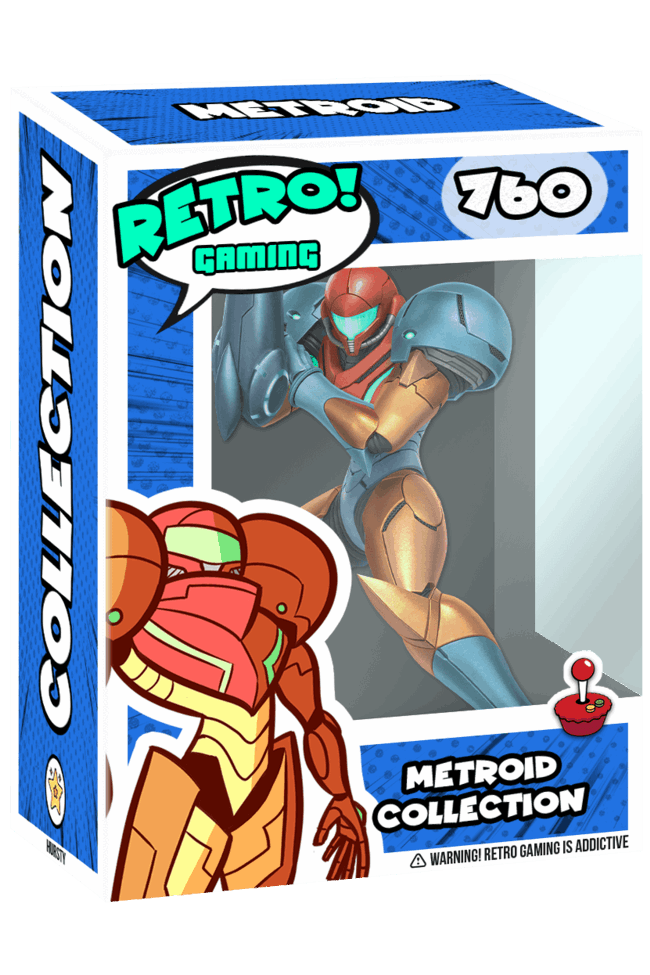 METROID
RETRO!
GAMING
760
COLLECTION
METROID
COLLECTION
WARNING! RETRO GAMING IS ADDICTIVE
HURSTY